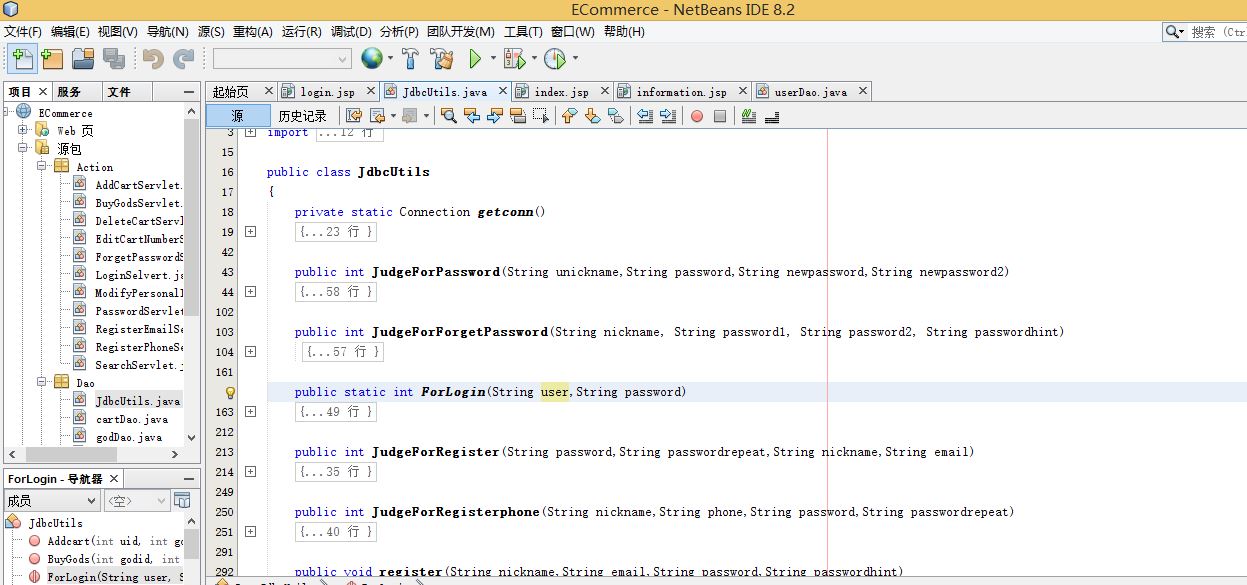 ECommerce - NetBeans IDE 8.2
文件(F) 编辑(E) 视图(V) 导航(N) 源(S) 重构(A) 运行(R) 调试(D) 分析(P) 团队开发(M) 工具(T) 窗口(W) 帮助(H) 搜索 (Ctr
项目 服务 文件
起始页 login.jsp JdbcUtils.java index.jsp information.jsp userDao.java
源 历史记录
ECommerce
Web 页
源包
Action
AddCartServlet.
BuyGodsServlet.
DeleteCartServl
EditCartNumberS
ForgetPasswordS
LoginSelvert.ja
ModifyPersonalI
PasswordServlet
RegisterEmailSe
RegisterPhoneSe
SearchServlet.j
Dao
JdbcUtils.java
cartDao.java
godDao.java
ForLogin - 导航器
成员 <空>
JdbcUtils
Addcart(int uid, int go
BuyGods(int godid, int
ForLogin(String user, S
3 import ...12 行
15
16 public class JdbcUtils
17 {
18 private static Connection getconn()
19 {...23 行 }
42
43 public int JudgeForPassword(String unickname,String password,String newpassword,String newpassword2)
44 {...58 行 }
102
103 public int JudgeForForgetPassword(String nickname, String password1, String password2, String passwordhint)
104 {...57 行 }
161
public static int ForLogin(String user,String password)
163 {...49 行 }
212
213 public int JudgeForRegister(String password,String passwordrepeat,String nickname,String email)
214 {...35 行 }
249
250 public int JudgeForRegisterphone(String nickname,String phone,String password,String passwordrepeat)
251 {...40 行 }
291
292 public void register(String nickname,String email,String password,String passwordhint)